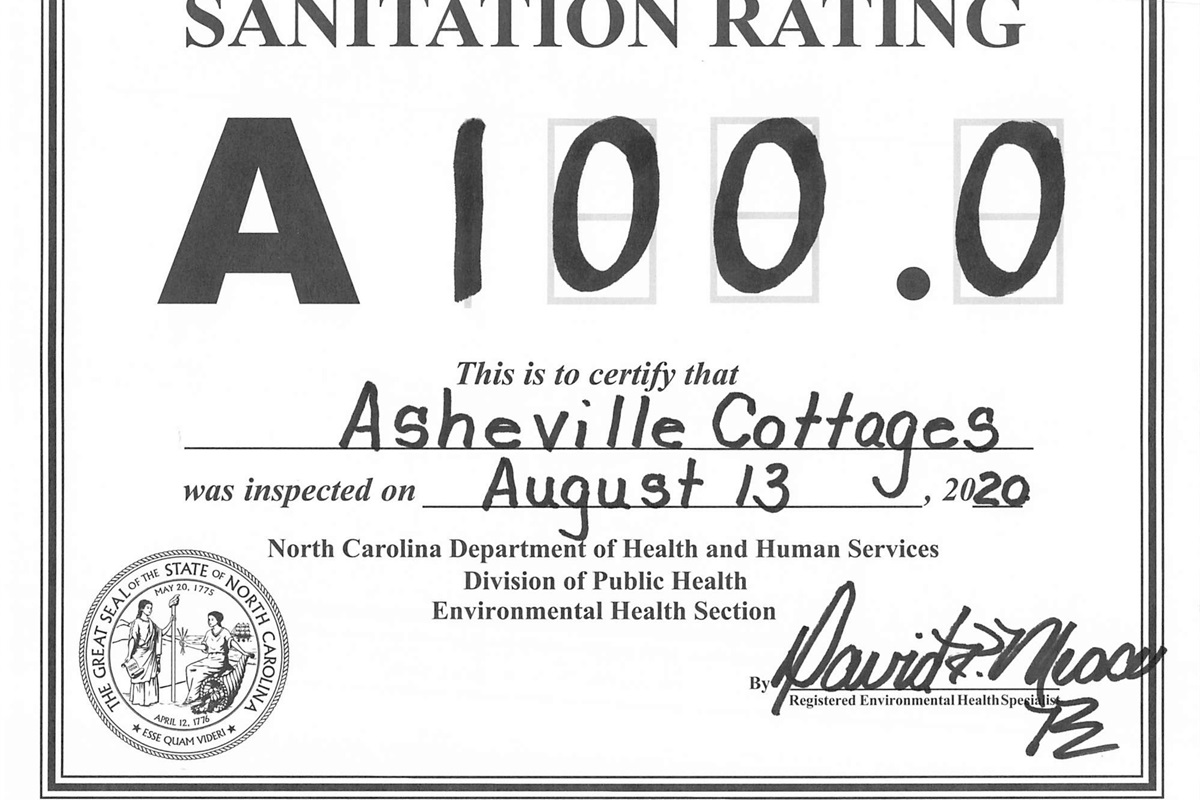 SANITATION RATING
A 100.0
This is to certify that
Asheville Cottages
was inspected on August 13, 2020
North Carolina Department of Health and Human Services
Division of Public Health
Environmental Health Section
THE GREAT SEAL OF THE STATE OF NORTH CAROLINA
MAY 20, 1775
APRIL 12, 1776
★ ESSE QUAM VIDERI ★
By David P.
Registered Environmental Health Specialist